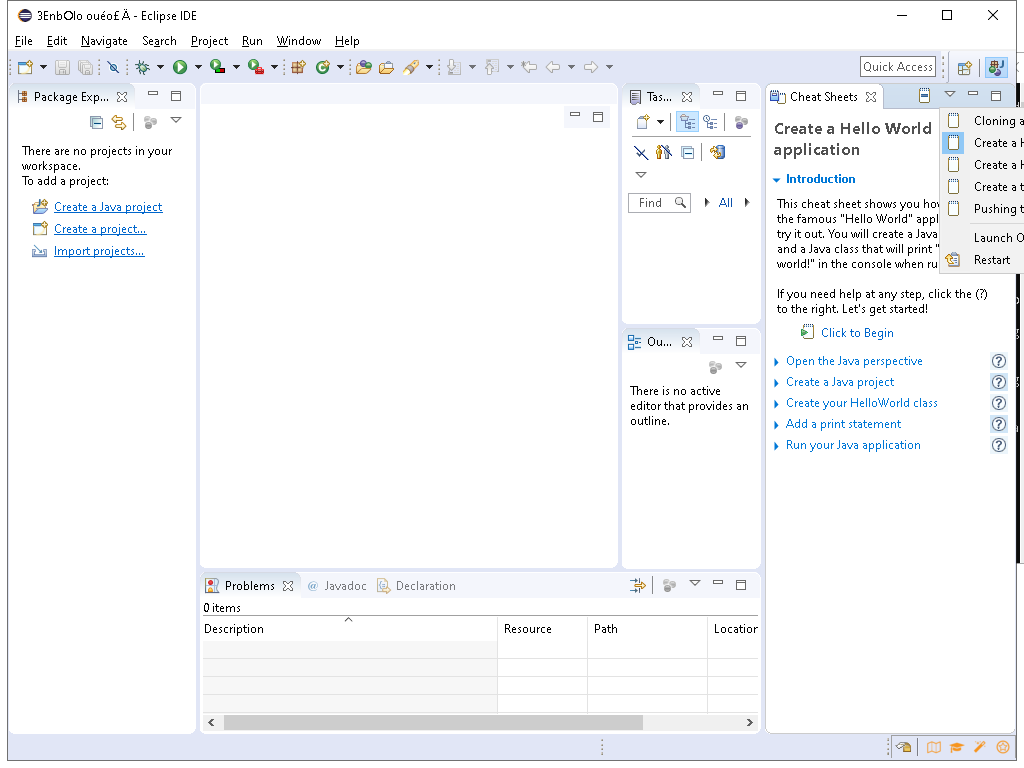 3EnbOlo ouéo£Ä - Eclipse IDE
File Edit Navigate Search Project Run Window Help
Quick Access
Package Exp...
There are no projects in your
workspace.
To add a project:
Create a Java project
Create a project...
Import projects...
Tas...
Find
All
Ou...
There is no active
editor that provides an
outline.
Cheat Sheets
Create a Hello World
application
Introduction
This cheat sheet shows you how
the famous "Hello World" appl
try it out. You will create a Java
and a Java class that will print "
world!" in the console when ru
If you need help at any step, click the (?)
to the right. Let's get started!
Click to Begin
Open the Java perspective
Create a Java project
Create your HelloWorld class
Add a print statement
Run your Java application
Cloning a
Create a H
Create a H
Create a t
Pushing t
Launch O
Restart
Problems @ Javadoc Declaration
0 items
Description Resource Path Location